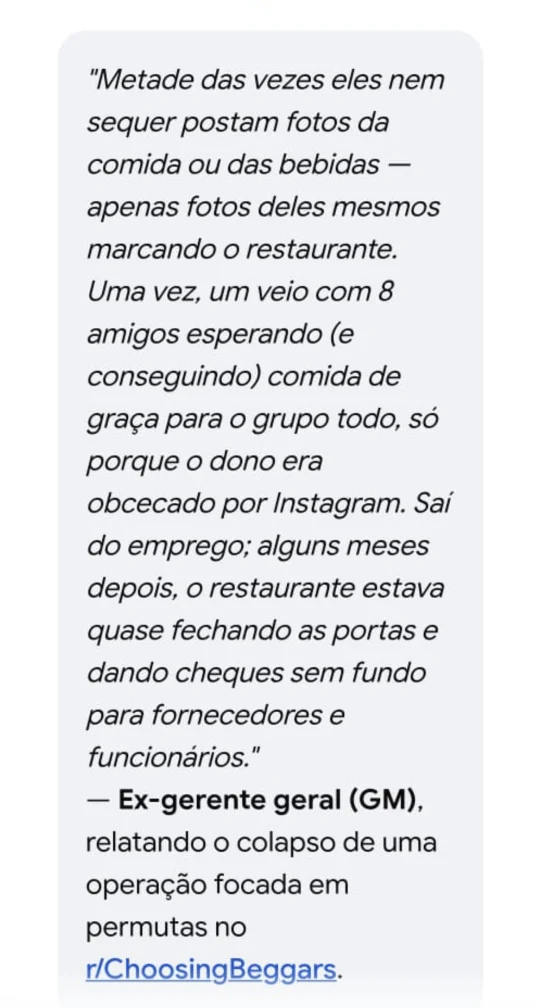 "Metade das vezes eles nem
sequer postam fotos da
comida ou das bebidas —
apenas fotos deles mesmos
marcando o restaurante.
Uma vez, um veio com 8
amigos esperando (e
conseguindo) comida de
graça para o grupo todo, só
porque o dono era
obcecado por Instagram. Saí
do emprego; alguns meses
depois, o restaurante estava
quase fechando as portas e
dando cheques sem fundo
para fornecedores e
funcionários."
— Ex-gerente geral (GM),
relatando o colapso de uma
operação focada em
permutas no
r/ChoosingBeggars.